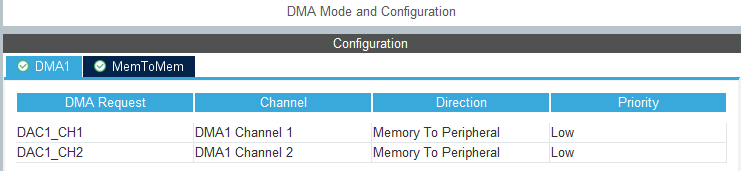 DMA Mode and Configuration
Configuration
DMA1 MemToMem
DMA Request Channel Direction Priority
DAC1_CH1 DMA1 Channel 1 Memory To Peripheral Low
DAC1_CH2 DMA1 Channel 2 Memory To Peripheral Low